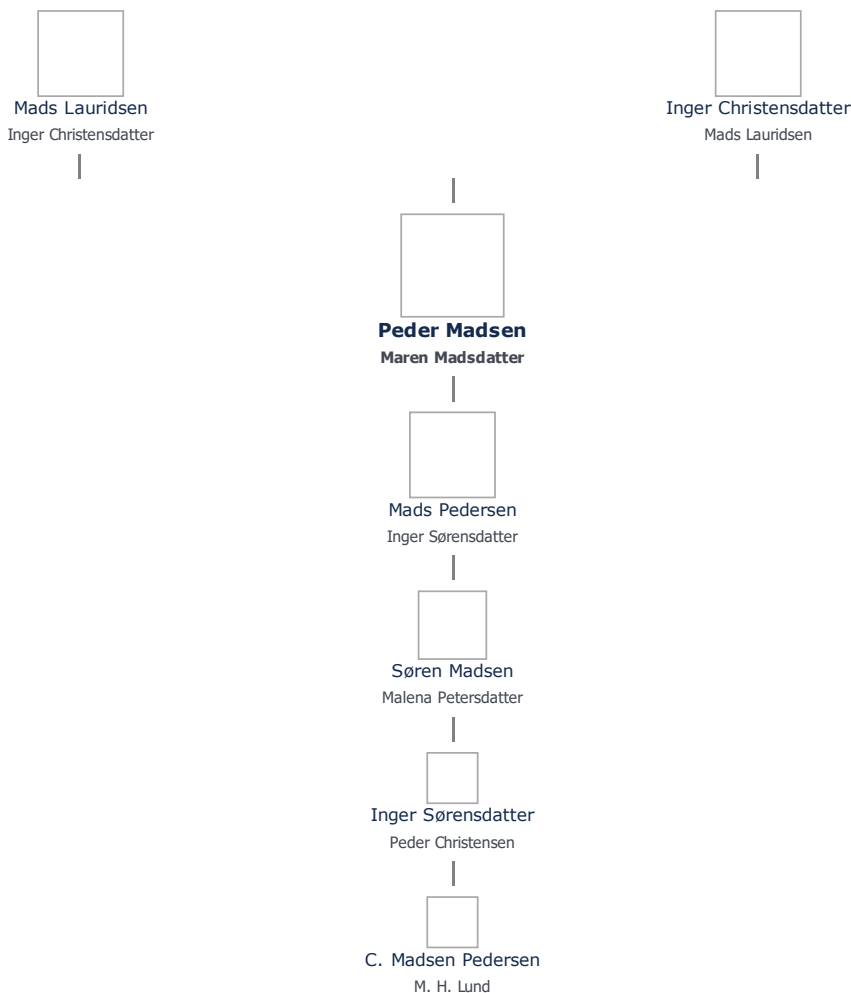 Mads Lauridsen
Inger Christensdatter
Inger Christensdatter
Mads Lauridsen
Peder Madsen
Maren Madsdatter
Mads Pedersen
Inger Sørensdatter
Søren Madsen
Malena Petersdatter
Inger Sørensdatter
Peder Christensen
C. Madsen Pedersen
M. H. Lund